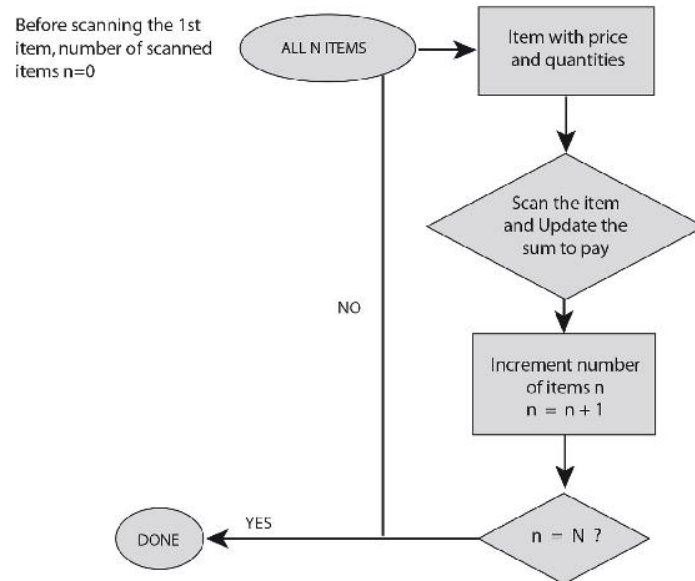 Before scanning the 1st
item, number of scanned
items n=0
ALL N ITEMS
Item with price
and quantities
Scan the item
and Update the
sum to pay
NO
Increment number
of items n
n = n + 1
YES
DONE
n = N ?